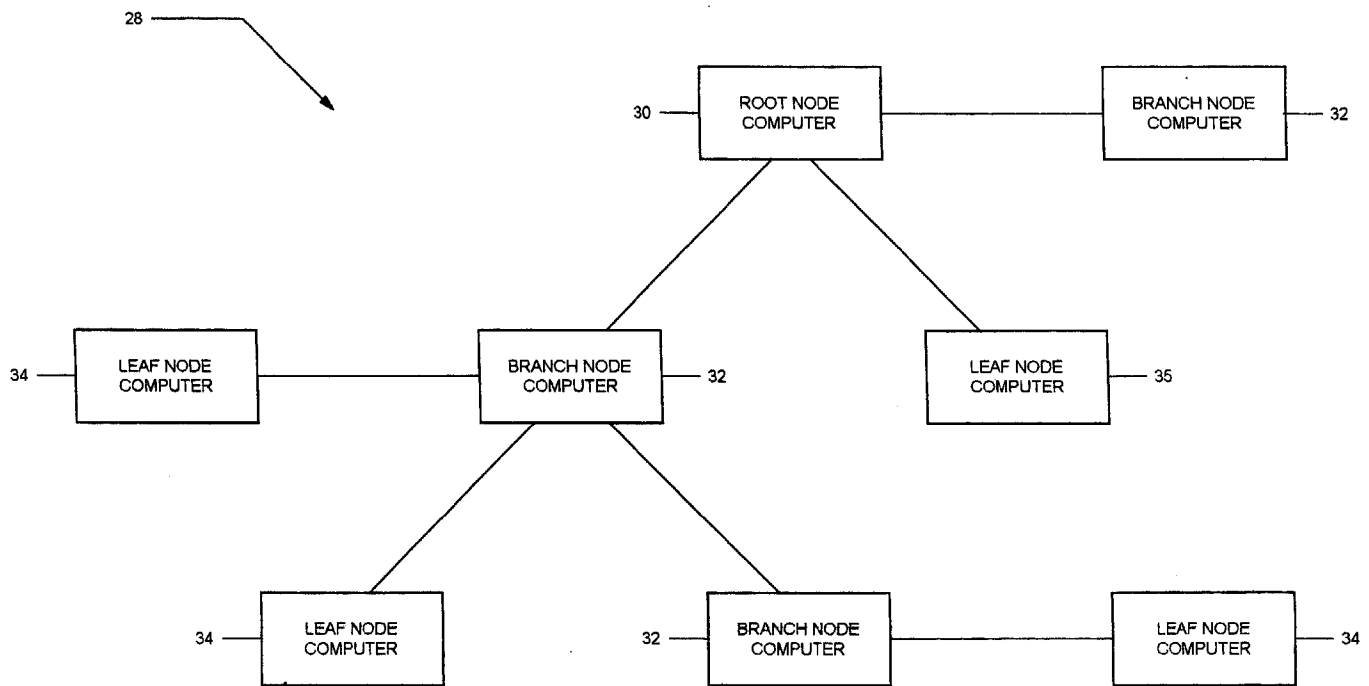 28
30
ROOT NODE
COMPUTER
BRANCH NODE
COMPUTER
32
34
LEAF NODE
COMPUTER
BRANCH NODE
COMPUTER
32
LEAF NODE
COMPUTER
35
34
LEAF NODE
COMPUTER
32
BRANCH NODE
COMPUTER
LEAF NODE
COMPUTER
34